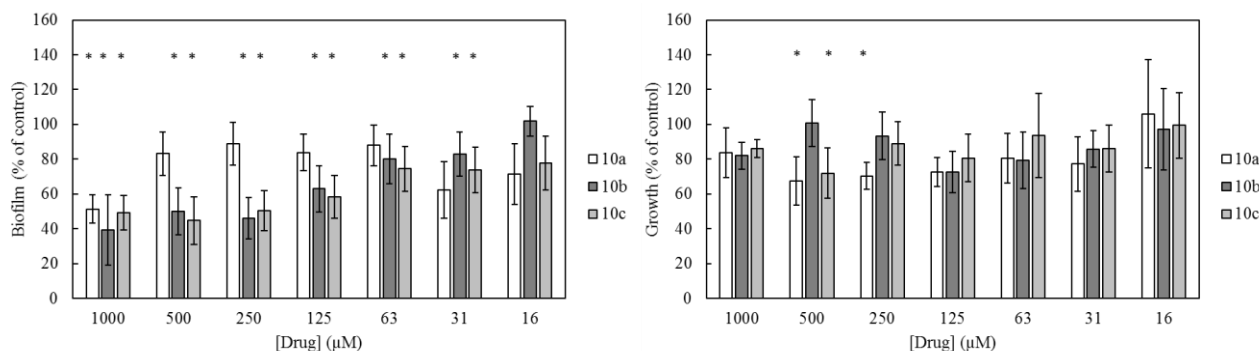 160
140
120
100
80
60
40
20
0
Biofilm (% of control)
* * * * * * * * * * * * *
1000 500 250 125 63 31 16
[Drug] (µM)
10a
10b
10c
160
140
120
100
80
60
40
20
0
Growth (% of control)
* * *
1000 500 250 125 63 31 16
[Drug] (µM)
10a
10b
10c